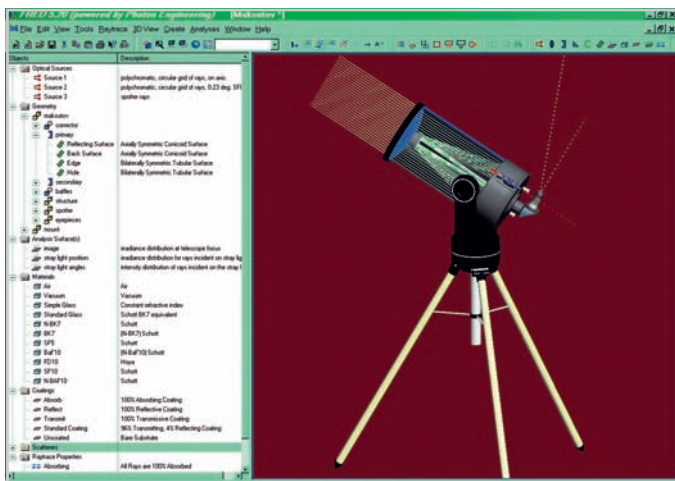 FRED 5.20 (powered by Photon Engineering) [Maksutov *]
File Edit View Tools Raytrace 3D View Create Analyses Window Help
Objects Description
Optical Sources
Source 1 polychromatic, circular grid of rays, on axis
Source 2 polychromatic, circular grid of rays, 0.23 deg.
Source 3 spotter rays
Geometry
maksutov
corrector
primary
Reflecting Surface Axially Symmetric Conicoid Surface
Back Surface Axially Symmetric Conicoid Surface
Edge Bilaterally Symmetric Tubular Surface
Hole Bilaterally Symmetric Tubular Surface
secondary
baffles
structure
spotter
eyepieces
mount
Analysis Surface(s)
image irradiance distribution at telescope focus
stray light position irradiance distribution for rays incident on stray lig
stray light angles intensity distribution of rays incident on the stray l
Materials
Air Air
Vacuum Vacuum
Simple Glass Constant refractive index
Standard Glass Schott BK7 equivalent
N-BK7 Schott
BK7 (N-BK7) Schott
SF5 Schott
BaF10 (N-BaF10) Schott
FD10 Hoya
SF10 Schott
N-BAF10 Schott
Coatings
Absorb 100% Absorbing Coating
Reflect 100% Reflective Coating
Transmit 100% Transmissive Coating
Standard Coating 96% Transmitting, 4% Reflecting Coating
Uncoated Bare Substrate
Scatterers
Raytrace Properties
Absorbing All Rays are 100% Absorbed